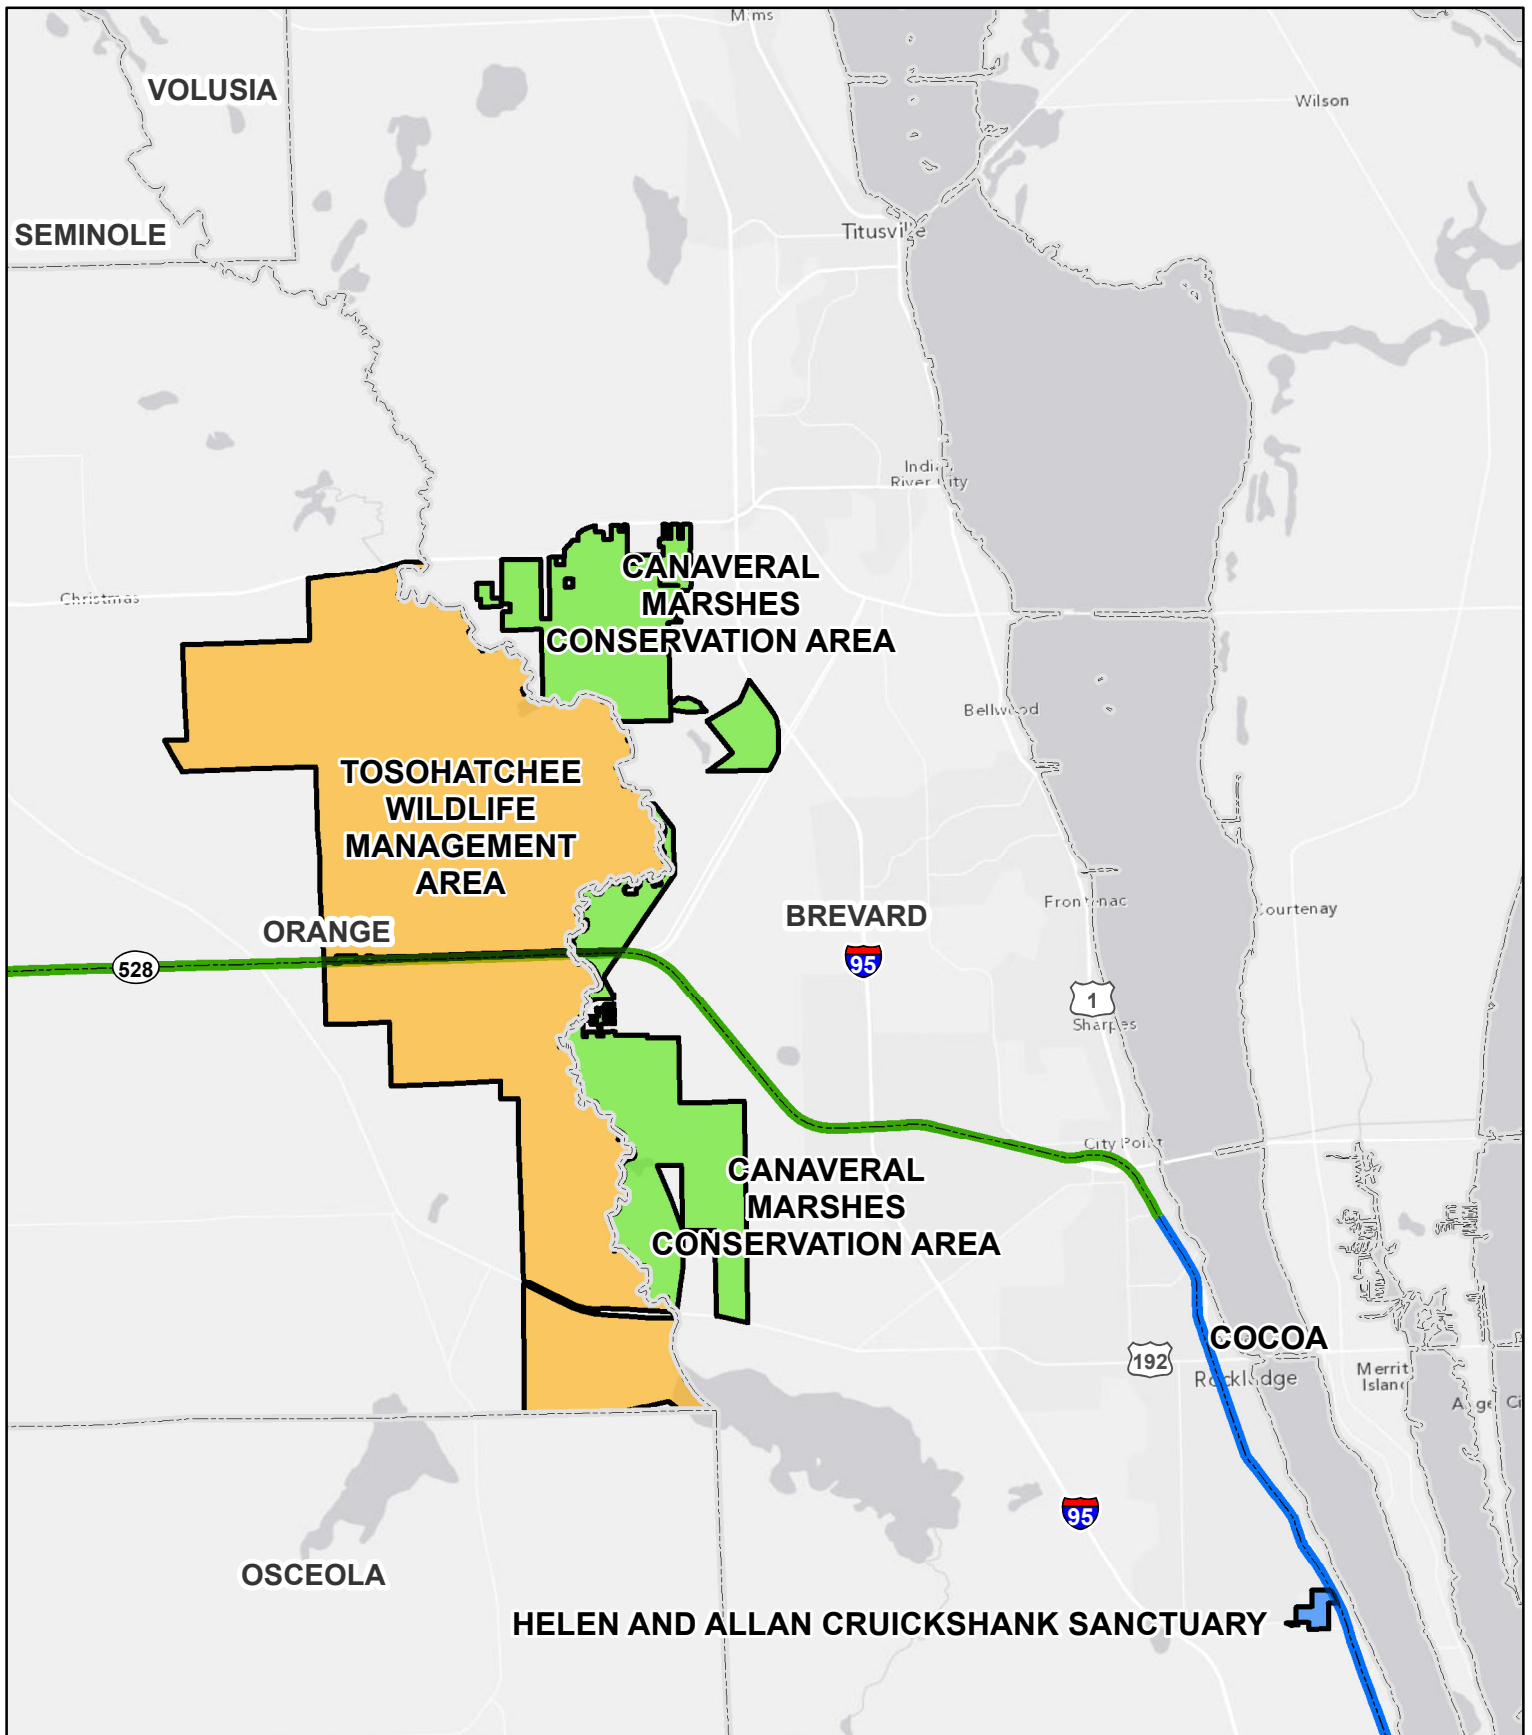 Mims
VOLUSIA
Wilson
SEMINOLE
Titusville
Indian
River City
CANAVERAL
MARSHES
CONSERVATION AREA
Christmas
Bellwood
TOSOHATCHEE
WILDLIFE
MANAGEMENT
AREA
Frontenac
Courtenay
BREVARD
ORANGE
528
95
1
Sharpes
City Point
CANAVERAL
MARSHES
CONSERVATION AREA
COCOA
192
Rockledge
Merrit
Island
95
OSCEOLA
HELEN AND ALLAN CRUICKSHANK SANCTUARY